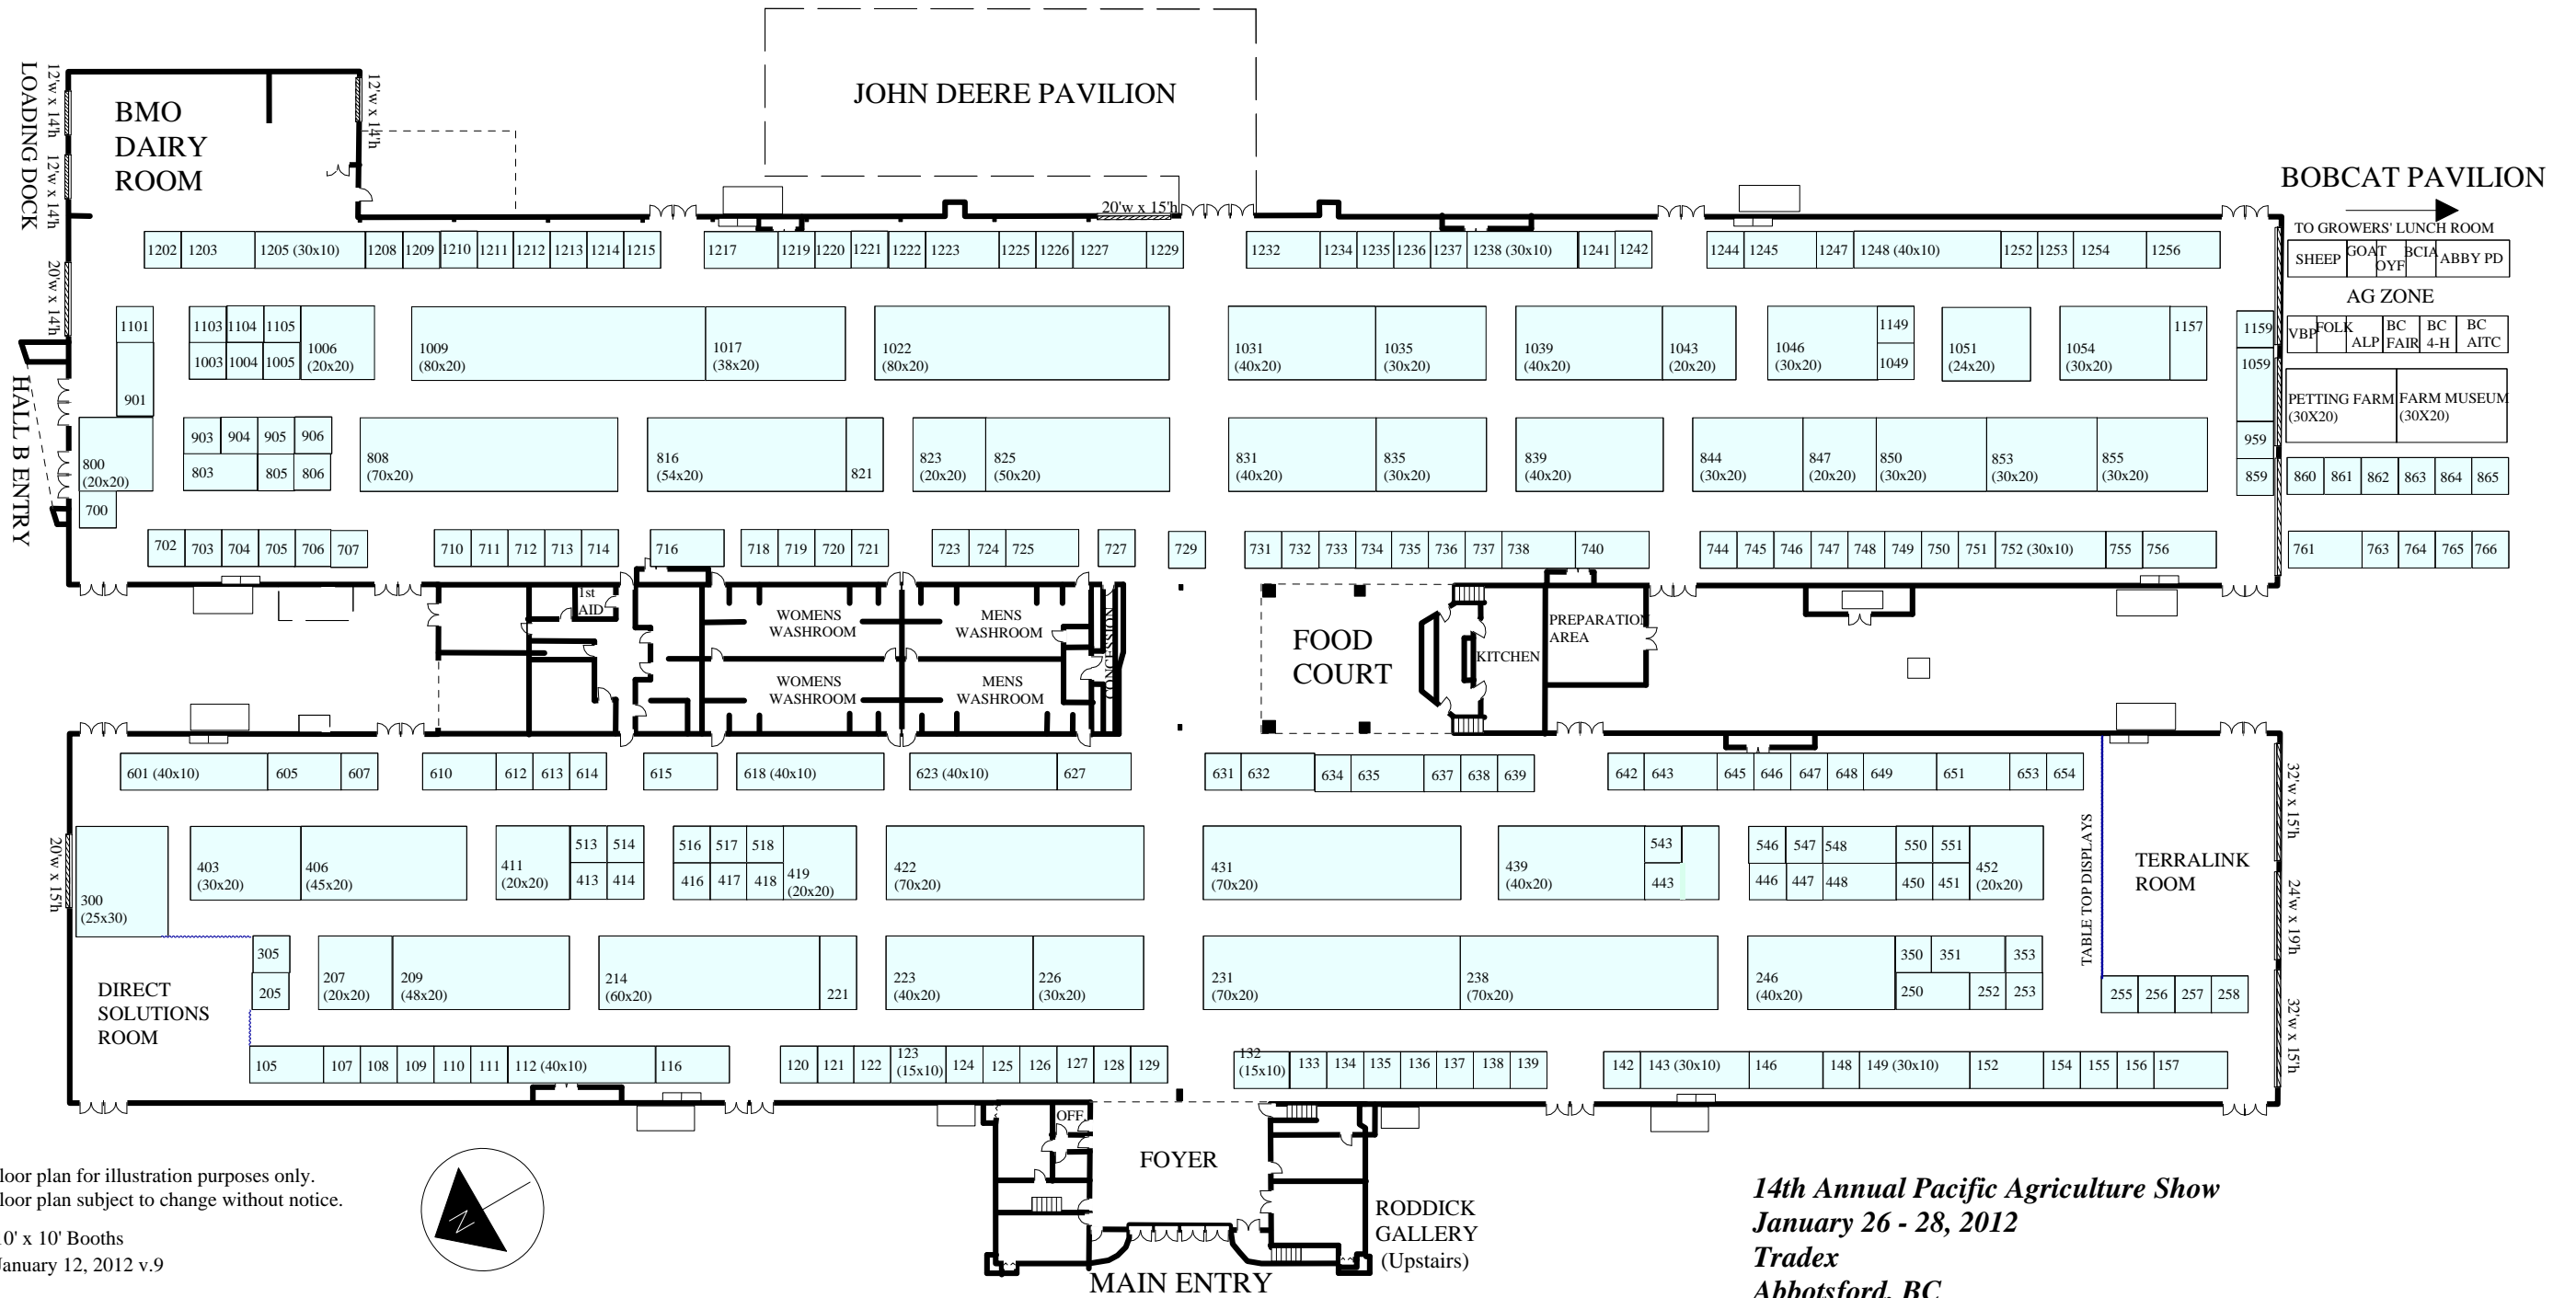 JOHN DEERE PAVILION
LOADING DOCK
12'w x 14'h
12'w x 14'h
20'w x 14'h
12'w x 14'h
BMO
DAIRY
ROOM
20'w x 15'h
BOBCAT PAVILION
TO GROWERS' LUNCH ROOM
1202 1203 1205 (30x10) 1208 1209 1210 1211 1212 1213 1214 1215 1217 1219 1220 1221 1222 1223 1225 1226 1227 1229 1232 1234 1235 1236 1237 1238 (30x10) 1241 1242 1244 1245 1247 1248 (40x10) 1252 1253 1254 1256
SHEEP GOAT OYF BCIA ABBY PD
AG ZONE
VBP FOLK ALP BC FAIR BC 4-H BC AITC
1101 1103 1104 1105 1149 1157 1159
1003 1004 1005 1006 (20x20) 1009 (80x20) 1017 (38x20) 1022 (80x20) 1031 (40x20) 1035 (30x20) 1039 (40x20) 1043 (20x20) 1046 (30x20) 1049 1051 (24x20) 1054 (30x20) 1059
PETTING FARM (30X20) FARM MUSEUM (30X20)
HALL B ENTRY
901 903 904 905 906 959
800 (20x20) 803 805 806 808 (70x20) 816 (54x20) 821 823 (20x20) 825 (50x20) 831 (40x20) 835 (30x20) 839 (40x20) 844 (30x20) 847 (20x20) 850 (30x20) 853 (30x20) 855 (30x20) 859 860 861 862 863 864 865
700
702 703 704 705 706 707 710 711 712 713 714 716 718 719 720 721 723 724 725 727 729 731 732 733 734 735 736 737 738 740 744 745 746 747 748 749 750 751 752 (30x10) 755 756 761 763 764 765 766
1st
AID
WOMENS
WASHROOM
MENS
WASHROOM
CONCESSION
FOOD
COURT
KITCHEN
PREPARATION
AREA
WOMENS
WASHROOM
MENS
WASHROOM
601 (40x10) 605 607 610 612 613 614 615 618 (40x10) 623 (40x10) 627 631 632 634 635 637 638 639 642 643 645 646 647 648 649 651 653 654
32'w x 15'h
20'w x 15'h
513 514 516 517 518 543 546 547 548 550 551
300 (25x30) 403 (30x20) 406 (45x20) 411 (20x20) 413 414 416 417 418 419 (20x20) 422 (70x20) 431 (70x20) 439 (40x20) 443 446 447 448 450 451 452 (20x20)
TABLE TOP DISPLAYS
TERRALINK
ROOM
24'w x 19'h
305 350 351 353
205 207 (20x20) 209 (48x20) 214 (60x20) 221 223 (40x20) 226 (30x20) 231 (70x20) 238 (70x20) 246 (40x20) 250 252 253 255 256 257 258
DIRECT
SOLUTIONS
ROOM
32'w x 15'h
105 107 108 109 110 111 112 (40x10) 116 120 121 122 123 (15x10) 124 125 126 127 128 129 132 (15x10) 133 134 135 136 137 138 139 142 143 (30x10) 146 148 149 (30x10) 152 154 155 156 157
OFF.
FOYER
RODDICK
GALLERY
(Upstairs)
MAIN ENTRY
loor plan for illustration purposes only.
loor plan subject to change without notice.
10' x 10' Booths
January 12, 2012 v.9
N
14th Annual Pacific Agriculture Show
January 26 - 28, 2012
Tradex
Abbotsford, BC